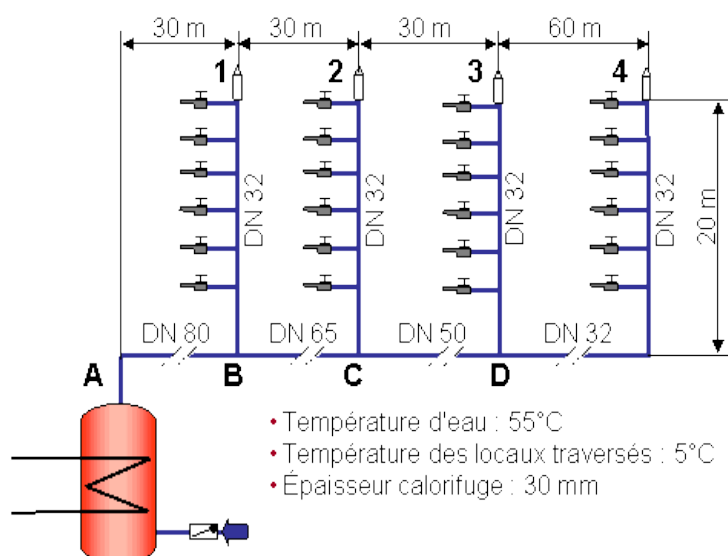 30 m 30 m 30 m 60 m
1 2 3 4
DN 32 DN 32 DN 32 DN 32 20 m
DN 80 DN 65 DN 50 DN 32
A B C D
• Température d'eau : 55°C
• Température des locaux traversés : 5°C
• Épaisseur calorifuge : 30 mm